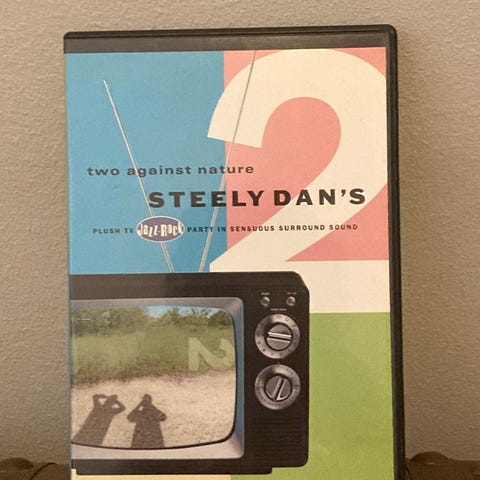 2
two against nature
STEELY DAN'S
PLUSH TV Jazz-Rock PARTY IN SENSUOUS SURROUND SOUND
2